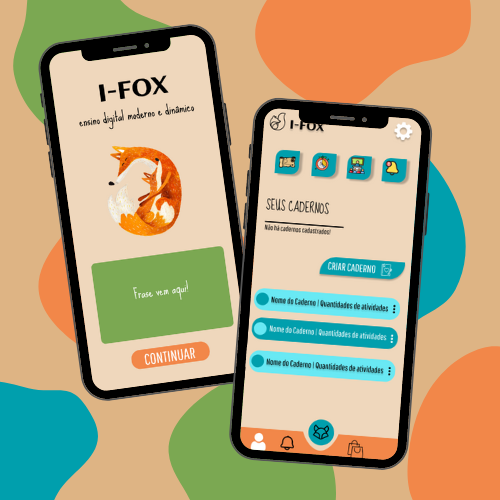 I-FOX
ensino digital moderno e dinâmico
Frase vem aqui!
CONTINUAR
I-FOX
SEUS CADERNOS
Não há cadernos cadastrados!
CRIAR CADERNO
Nome do Caderno | Quantidades de atividades
Nome do Caderno | Quantidades de atividades
Nome do Caderno | Quantidades de atividades